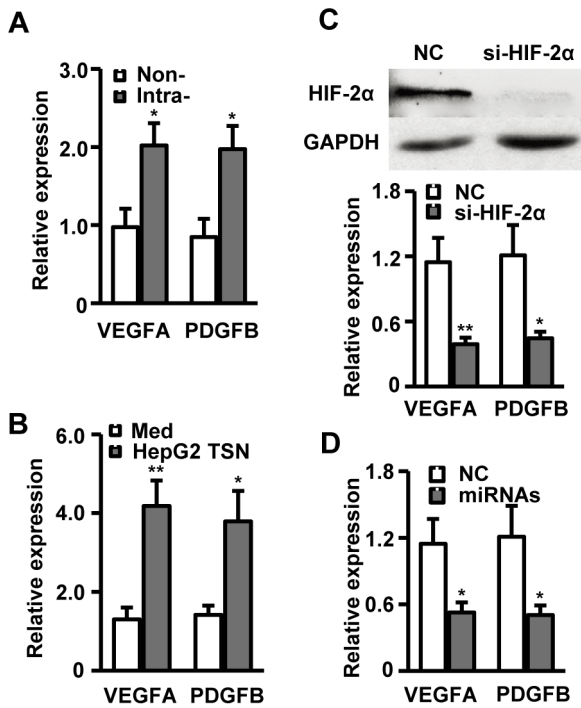 A
Relative expression
3.0
2.0
1.0
0
Non-
Intra-
*
*
VEGFA PDGFB
B
Relative expression
6.0
4.0
2.0
0
Med
HepG2 TSN
**
*
VEGFA PDGFB
C
NC si-HIF-2α
HIF-2α
GAPDH
Relative expression
1.8
1.2
0.6
0
NC
si-HIF-2α
**
*
VEGFA PDGFB
D
Relative expression
1.8
1.2
0.6
0
NC
miRNAs
*
*
VEGFA PDGFB